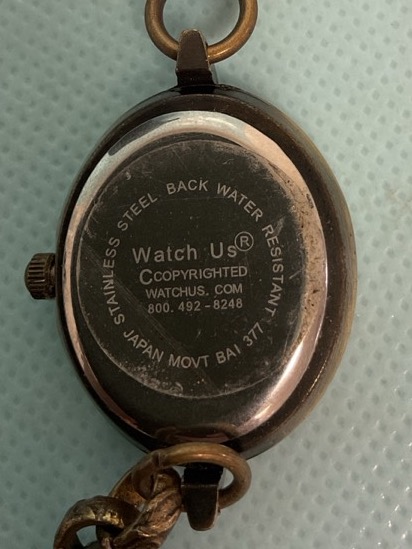 STAINLESS STEEL BACK WATER RESISTANT
Watch Us®
CCOPYRIGHTED
WATCHUS. COM
800. 492-8248
JAPAN MOVT BAI 377